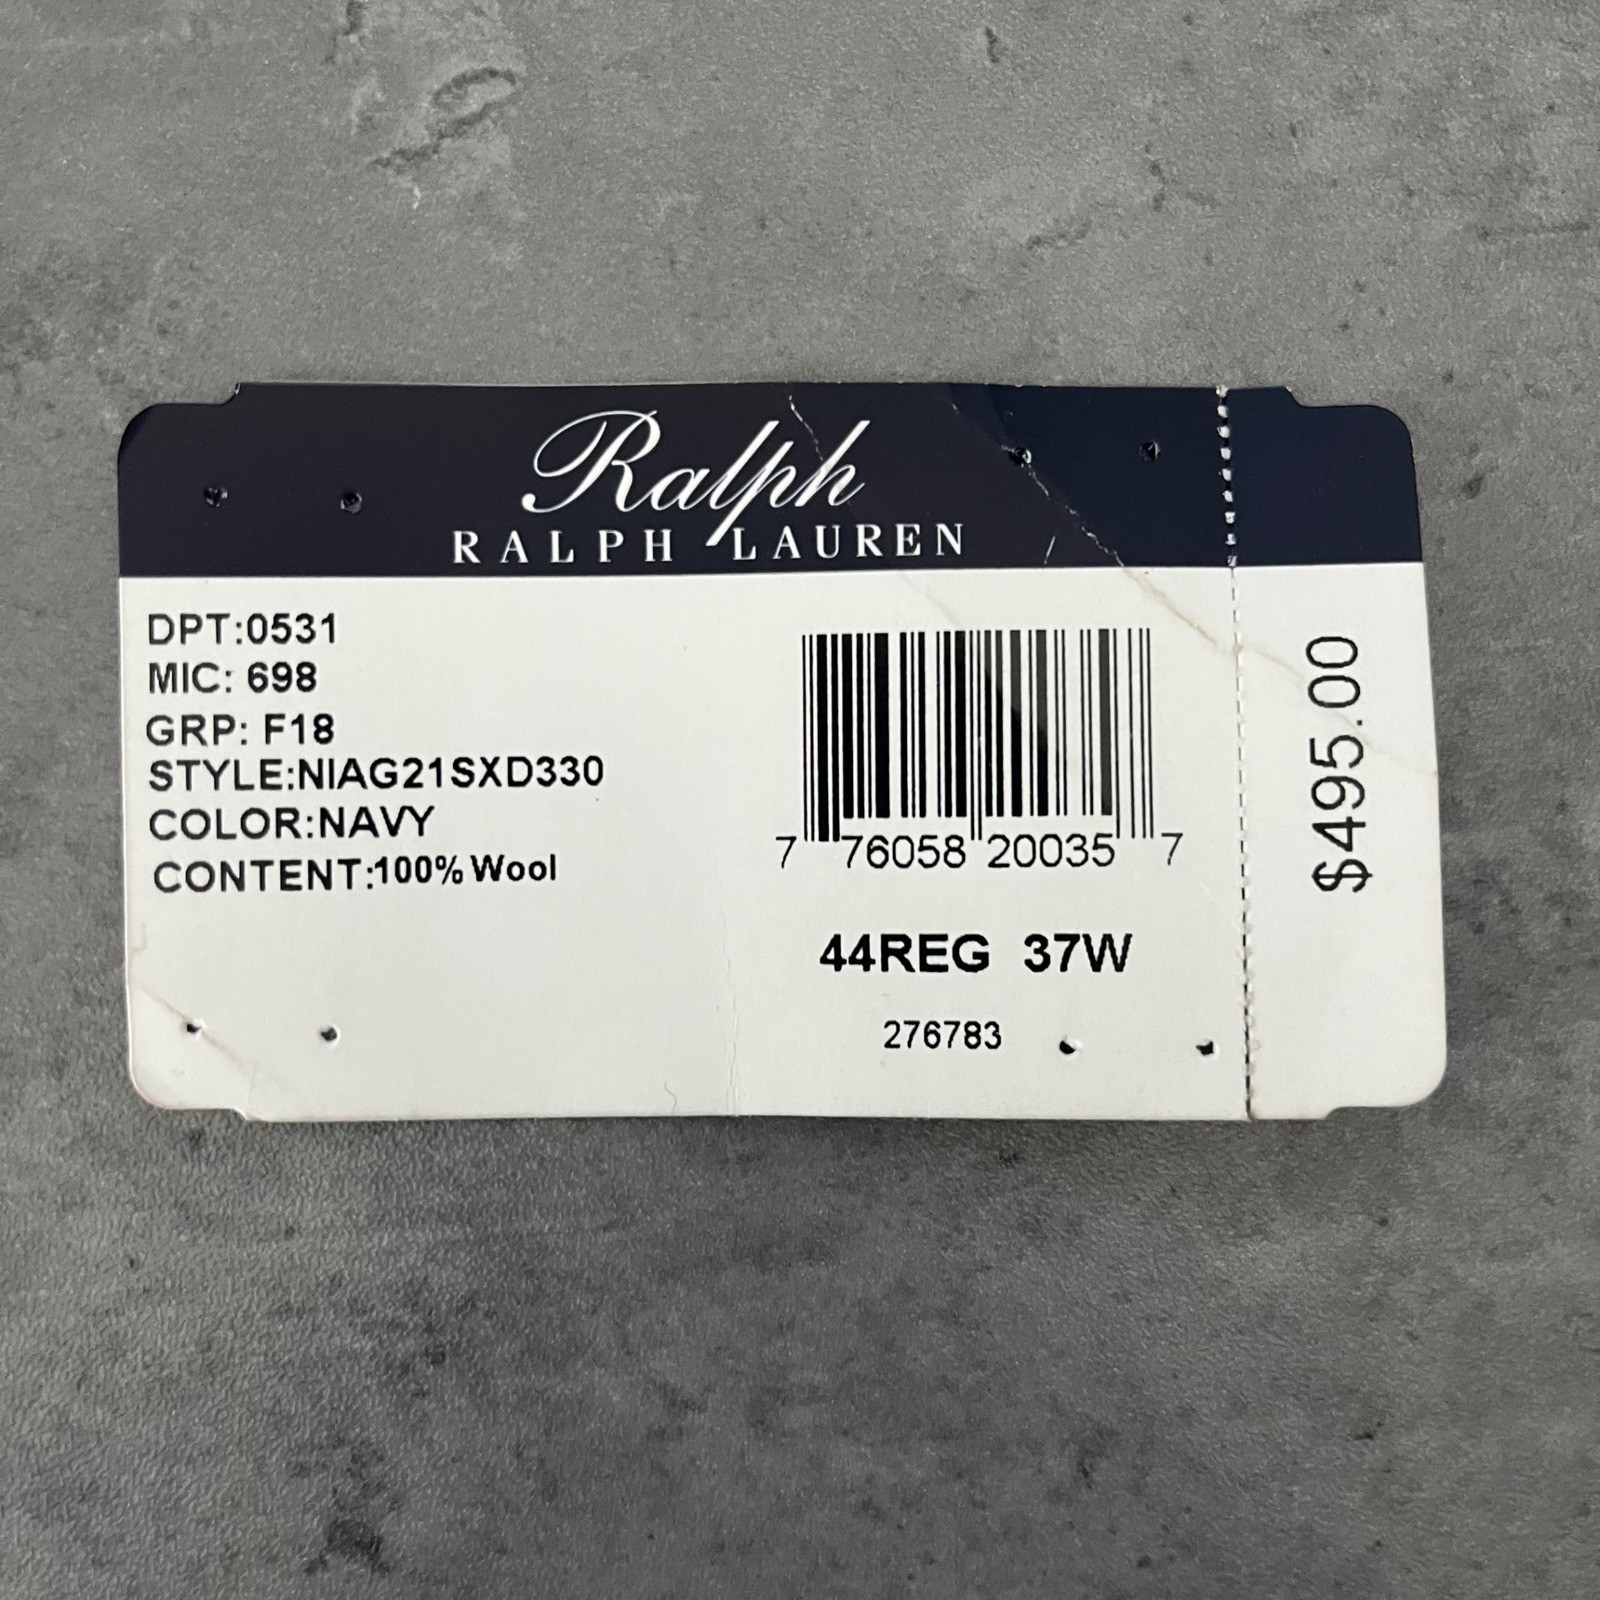 Ralph
RALPH LAUREN
DPT:0531
MIC: 698
GRP: F18
STYLE:NIAG21SXD330
COLOR:NAVY
CONTENT:100% Wool
7 76058 20035 7
44REG 37W
276783
$495.00